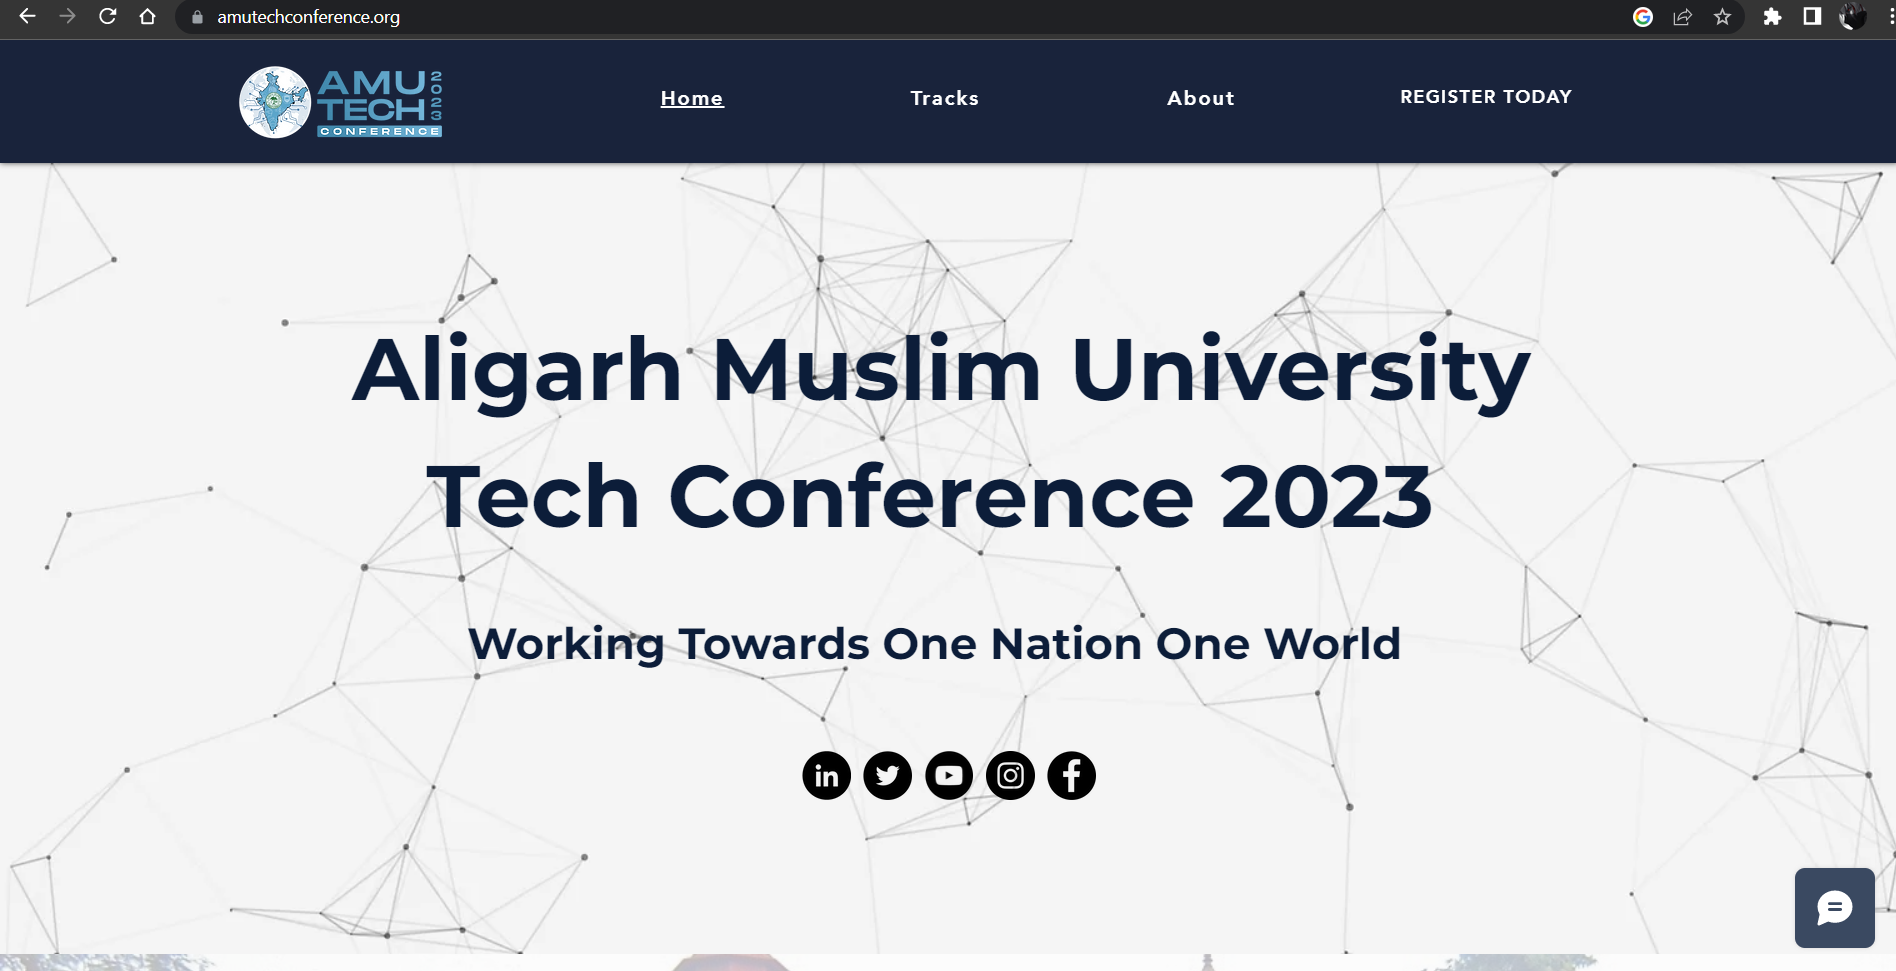 amutechconference.org
AMU
TECH
2023
CONFERENCE
Home
Tracks
About
REGISTER TODAY
Aligarh Muslim University
Tech Conference 2023
Working Towards One Nation One World